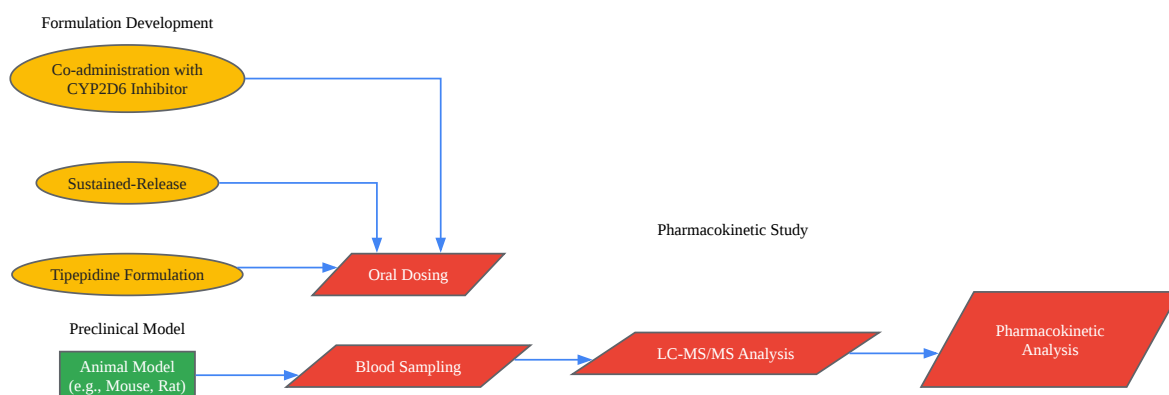 Formulation Development
Co-administration with
CYP2D6 Inhibitor
Sustained-Release
Pharmacokinetic Study
Tipepidine Formulation
Oral Dosing
Preclinical Model
Pharmacokinetic
Analysis
Animal Model
(e.g., Mouse, Rat)
Blood Sampling
LC-MS/MS Analysis